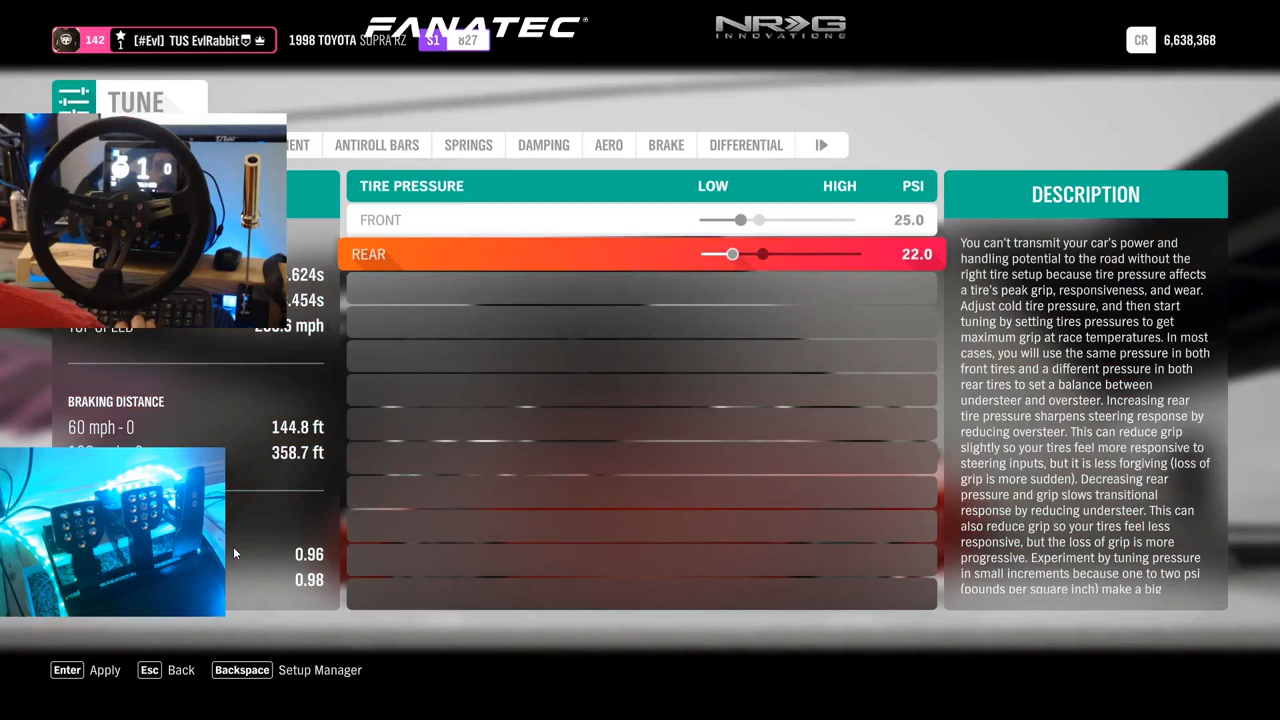 FANATEC®
NRG
INNOVATIONS
142 1 [#Evl] TUS EvlRabbit 1998 TOYOTA SUPRA RZ S1 827 CR 6,638,368
TUNE
ENT ANTIROLL BARS SPRINGS DAMPING AERO BRAKE DIFFERENTIAL
TIRE PRESSURE LOW HIGH PSI
FRONT 25.0
REAR 22.0
.624s
.454s
mph
BRAKING DISTANCE
60 mph - 0 144.8 ft
358.7 ft
0.96
0.98
DESCRIPTION
You can't transmit your car's power and
handling potential to the road without the
right tire setup because tire pressure affects
a tire's peak grip, responsiveness, and wear.
Adjust cold tire pressure, and then start
tuning by setting tires pressures to get
maximum grip at race temperatures. In most
cases, you will use the same pressure in both
front tires and a different pressure in both
rear tires to set a balance between
understeer and oversteer. Increasing rear
tire pressure sharpens steering response by
reducing oversteer. This can reduce grip
slightly so your tires feel more responsive to
steering inputs, but it is less forgiving (loss of
grip is more sudden). Decreasing rear
pressure and grip slows transitional
response by reducing understeer. This can
also reduce grip so your tires feel less
responsive, but the loss of grip is more
progressive. Experiment by tuning pressure
in small increments because one to two psi
(pounds per square inch) make a big
Enter Apply Esc Back Backspace Setup Manager